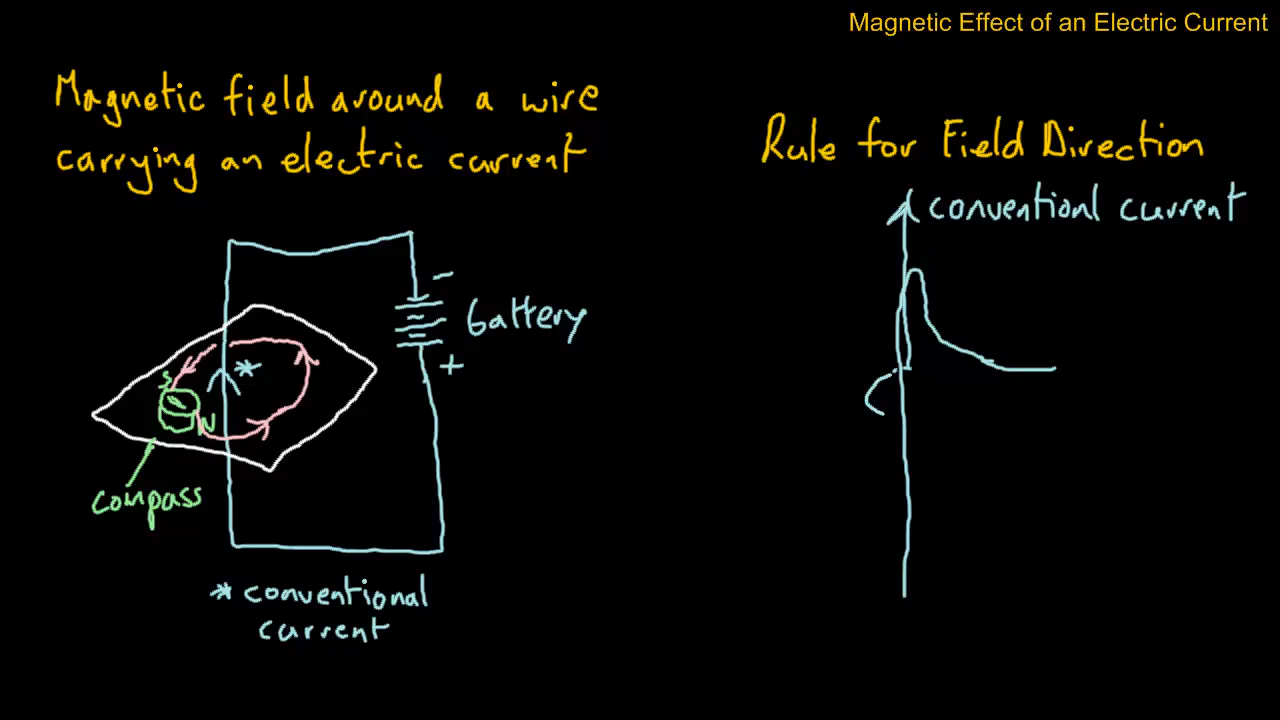 Magnetic Effect of an Electric Current
Magnetic field around a wire
carrying an electric current
Rule for Field Direction
conventionl current
-
battery
+
*
S
N
compass
* conventional
current